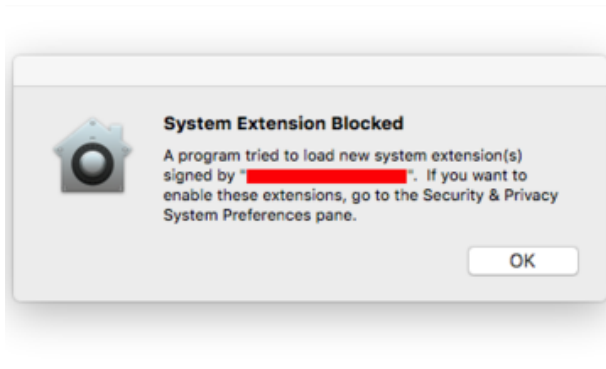 System Extension Blocked
A program tried to load new system extension(s)
signed by "                    ".  If you want to
enable these extensions, go to the Security & Privacy
System Preferences pane.
OK